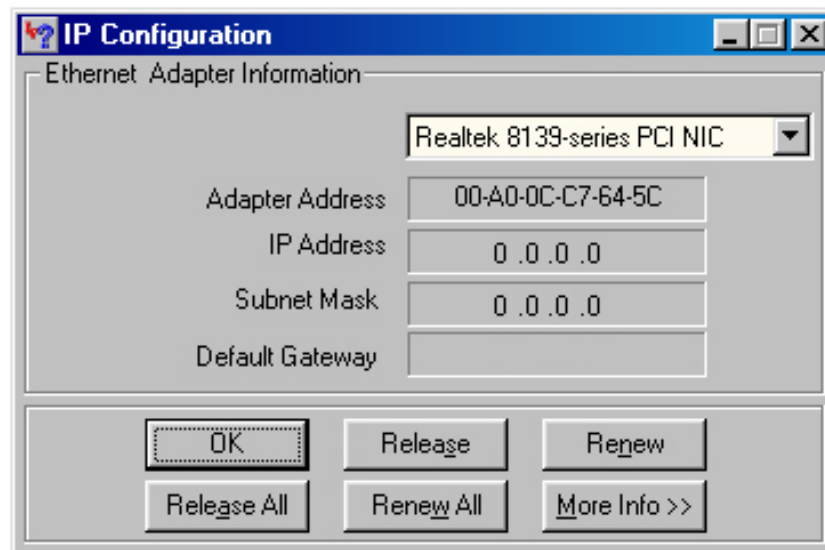 IP Configuration
Ethernet Adapter Information
Realtek 8139-series PCI NIC
Adapter Address 00-A0-0C-C7-64-5C
IP Address 0 .0 .0 .0
Subnet Mask 0 .0 .0 .0
Default Gateway
OK Release Renew
Release All Renew All More Info >>